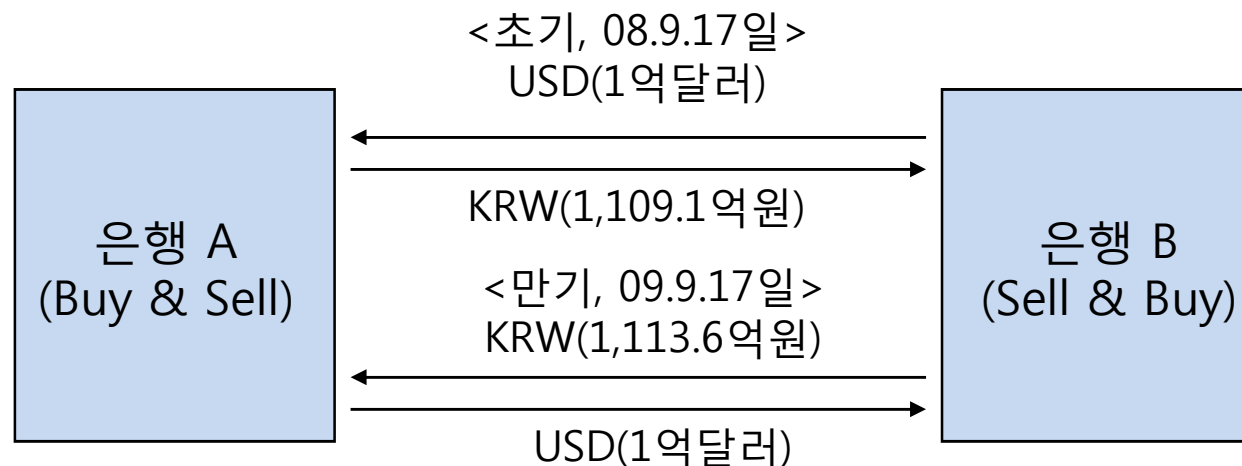 <초기, 08.9.17일>
USD(1억달러)
KRW(1,109.1억원)
은행 A
(Buy & Sell)
<만기, 09.9.17일>
KRW(1,113.6억원)
USD(1억달러)
은행 B
(Sell & Buy)